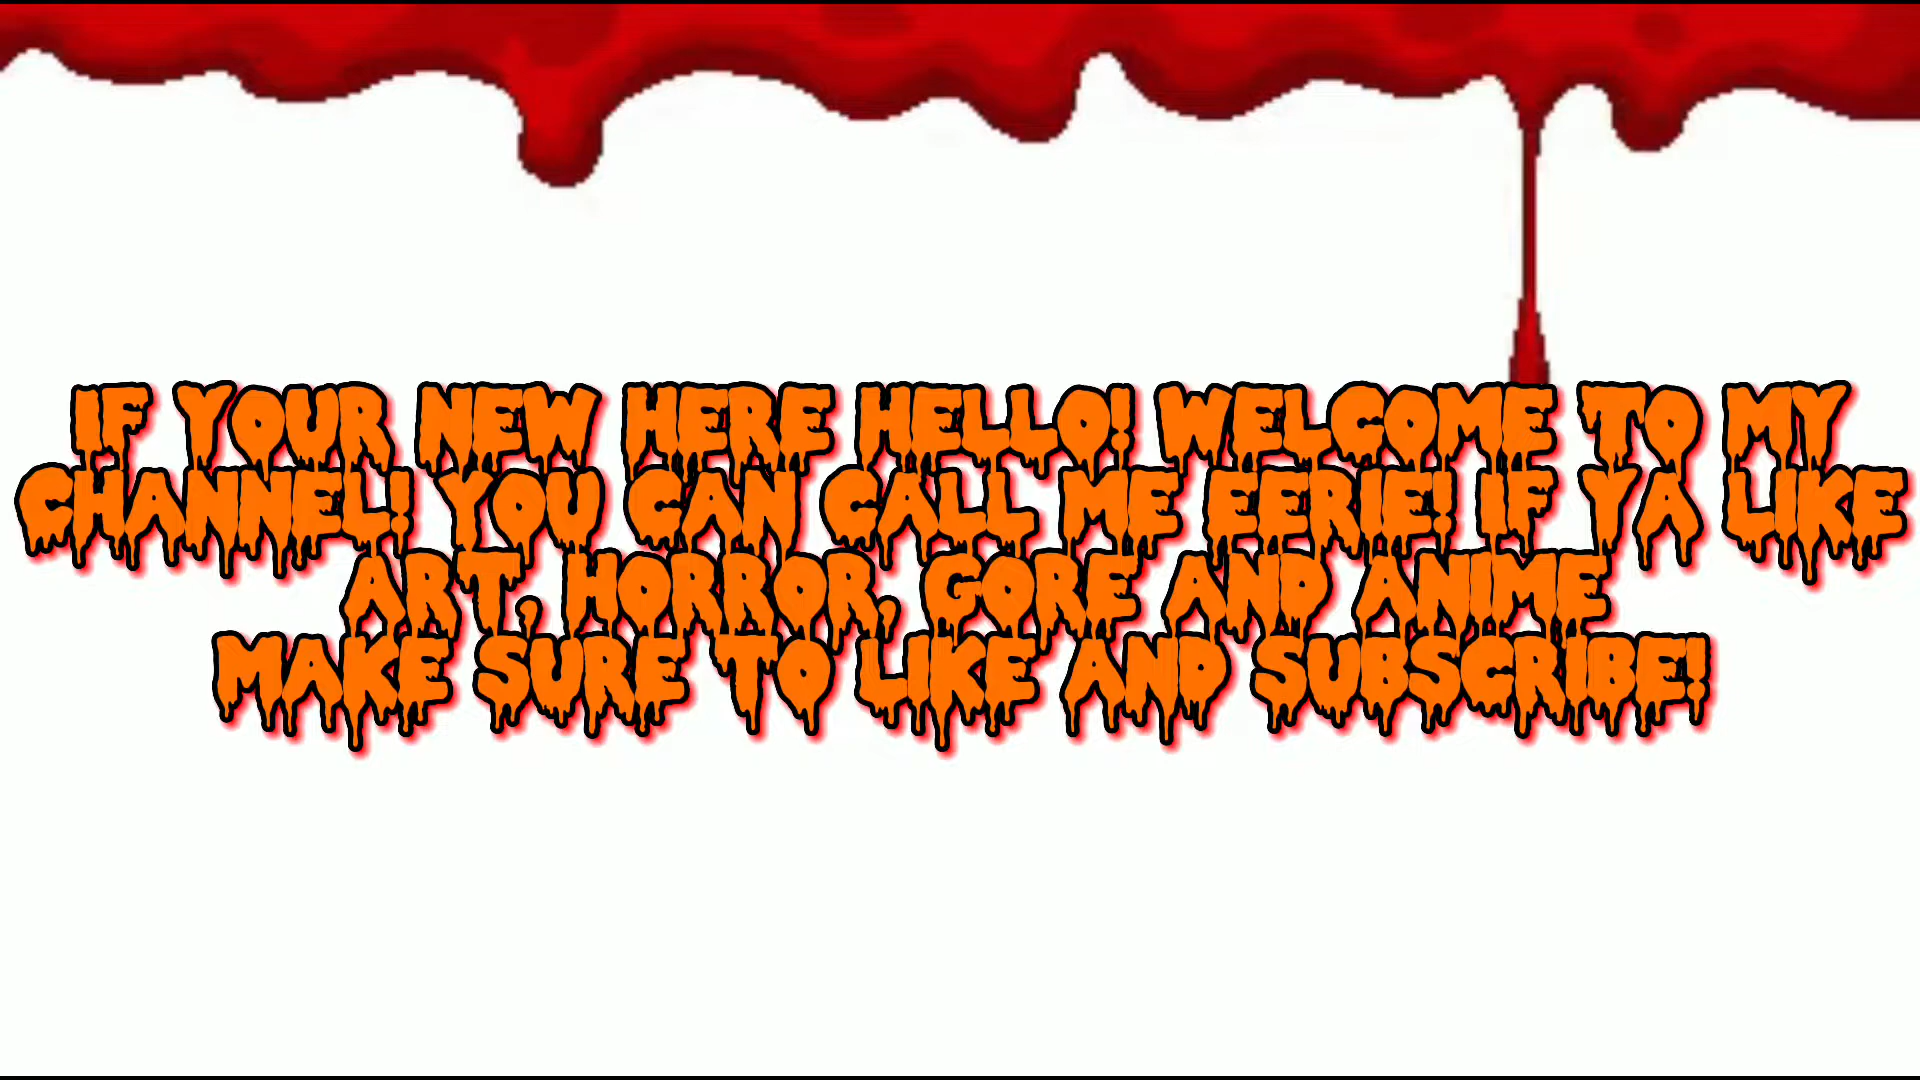 IF YOUR NEW HERE HELLO! WELCOME TO MY
CHANNEL! YOU CAN CALL ME EERIE! IF YA LIKE
ART, HORROR, GORE AND ANIME
MAKE SURE TO LIKE AND SUBSCRIBE!